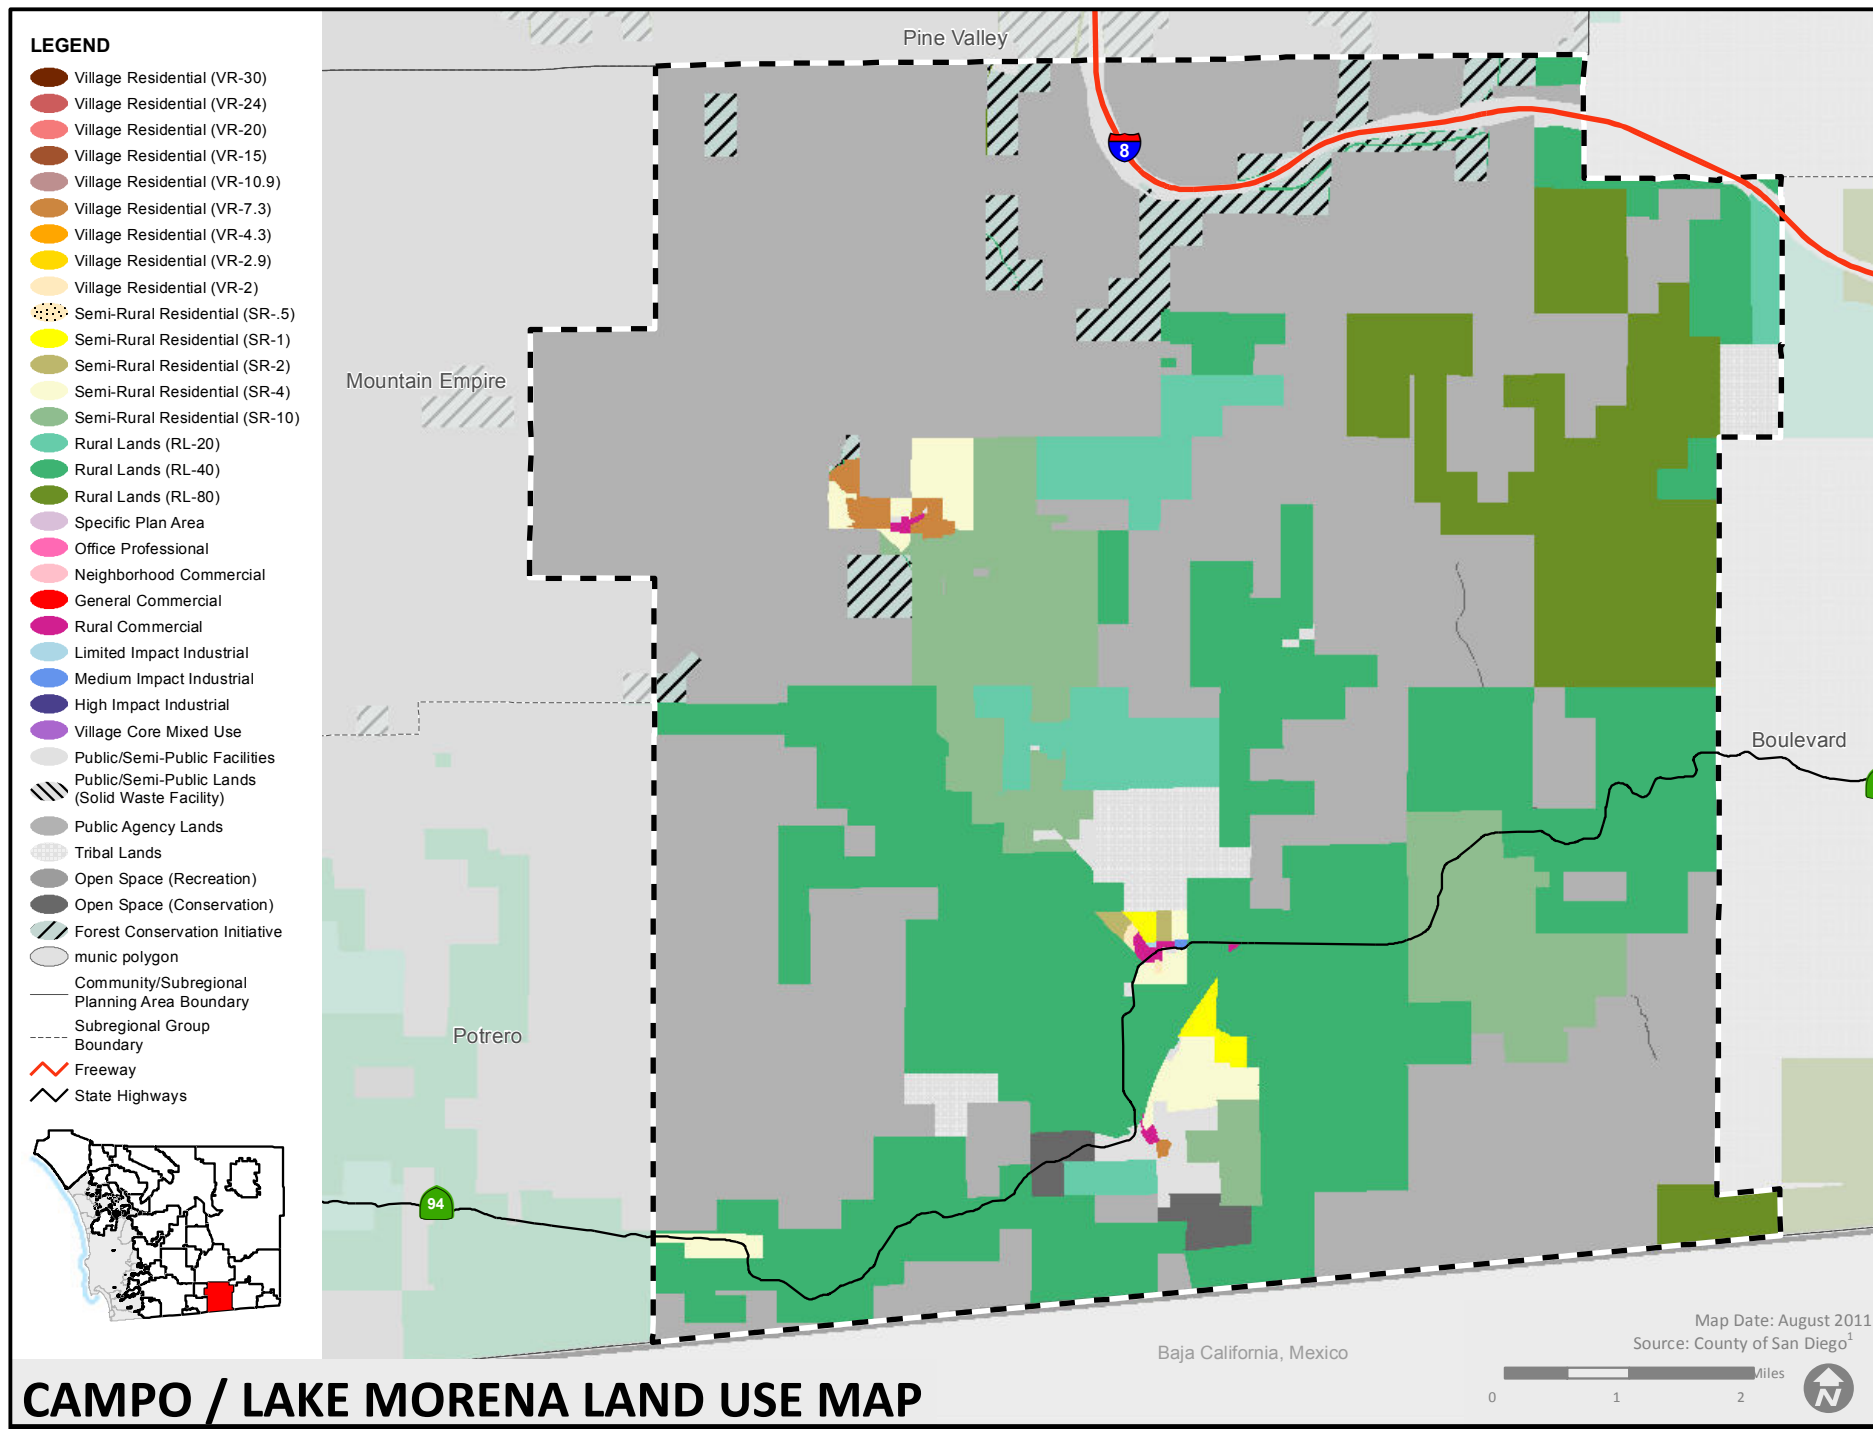 LEGEND
Village Residential (VR-30)
Village Residential (VR-24)
Village Residential (VR-20)
Village Residential (VR-15)
Village Residential (VR-10.9)
Village Residential (VR-7.3)
Village Residential (VR-4.3)
Village Residential (VR-2.9)
Village Residential (VR-2)
Semi-Rural Residential (SR-.5)
Semi-Rural Residential (SR-1)
Semi-Rural Residential (SR-2)
Semi-Rural Residential (SR-4)
Semi-Rural Residential (SR-10)
Rural Lands (RL-20)
Rural Lands (RL-40)
Rural Lands (RL-80)
Specific Plan Area
Office Professional
Neighborhood Commercial
General Commercial
Rural Commercial
Limited Impact Industrial
Medium Impact Industrial
High Impact Industrial
Village Core Mixed Use
Public/Semi-Public Facilities
Public/Semi-Public Lands
(Solid Waste Facility)
Public Agency Lands
Tribal Lands
Open Space (Recreation)
Open Space (Conservation)
Forest Conservation Initiative
munic polygon
Community/Subregional
Planning Area Boundary
Subregional Group
Boundary
Freeway
State Highways
Pine Valley
8
Mountain Empire
Boulevard
Potrero
94
Baja California, Mexico
Map Date: August 2011
Source: County of San Diego1
Miles
0 1 2
N
CAMPO / LAKE MORENA LAND USE MAP